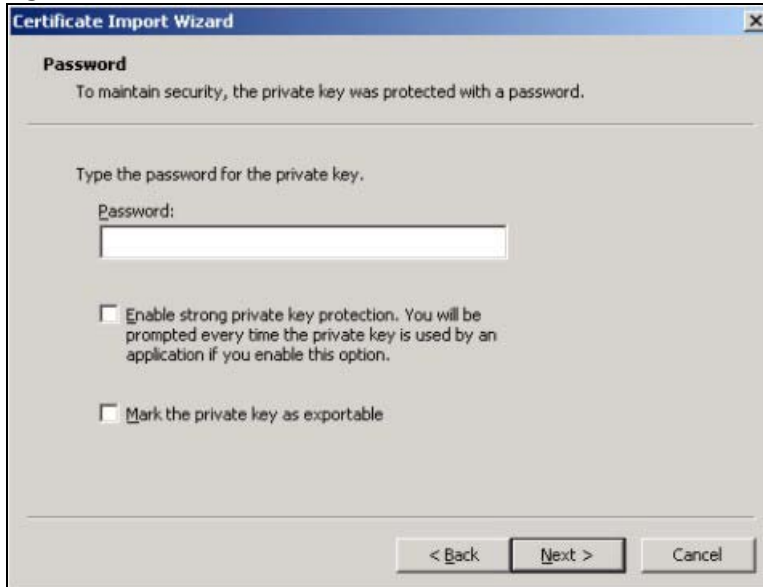 Certificate Import Wizard
Password
To maintain security, the private key was protected with a password.
Type the password for the private key.
Password:
Enable strong private key protection. You will be
prompted every time the private key is used by an
application if you enable this option.
Mark the private key as exportable
< Back
Next >
Cancel